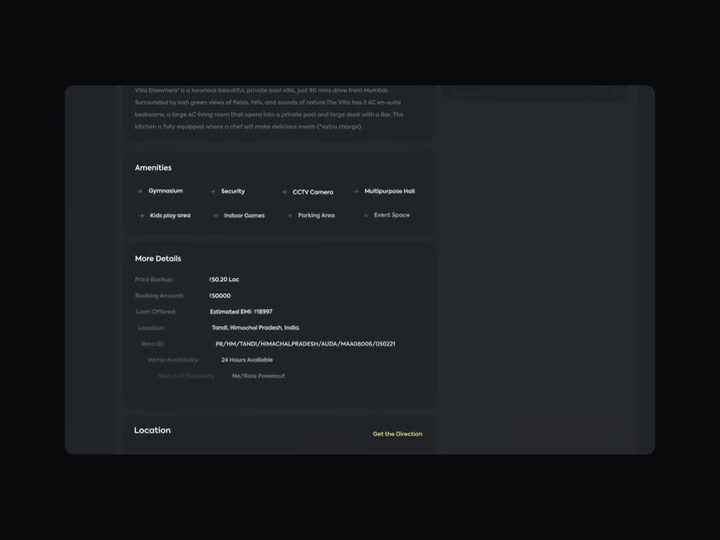 Villa Elsewhere' is a luxurious beautiful, private pool villa, just 90 mins drive from Mumbai.
Surrounded by lush green views of fields, hills, and sounds of nature.The Villa has 3 AC en-suite
bedrooms, a large AC living room that opens into a private pool and large deck with a Bar. The
kitchen is fully equipped where a chef will make delicious meals (*extra charge).
Amenities
Gymnasium Security CCTV Camera Multipurpose Hall
Kids play area Indoor Games Parking Area Event Space
More Details
Price Backup: ₹50.20 Lac
Booking Amount: ₹50000
Loan Offered: Estimated EMI: ₹18997
Location: Tandi, Himachal Pradesh, India.
Rera ID: PR/HM/TANDI/HIMACHALPRADESH/AUDA/MAA08006/050221
Water Availability: 24 Hours Available
Status of Electricity: No/Rare Powercut
Location Get the Direction